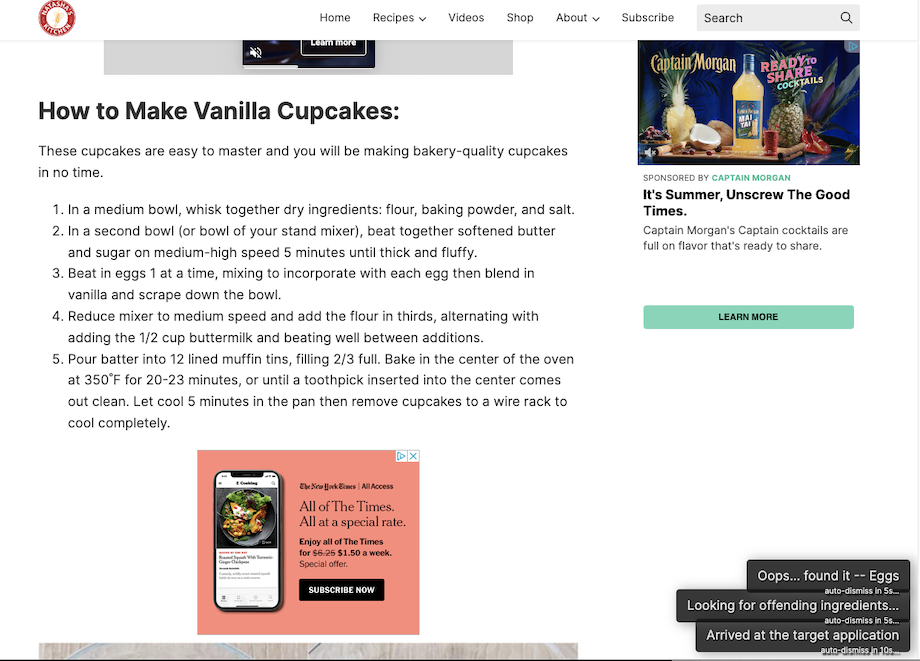 NATASHA'S
KITCHEN
Home Recipes Videos Shop About Subscribe Search
Learn more
How to Make Vanilla Cupcakes:
These cupcakes are easy to master and you will be making bakery-quality cupcakes
in no time.
1. In a medium bowl, whisk together dry ingredients: flour, baking powder, and salt.
2. In a second bowl (or bowl of your stand mixer), beat together softened butter
and sugar on medium-high speed 5 minutes until thick and fluffy.
3. Beat in eggs 1 at a time, mixing to incorporate with each egg then blend in
vanilla and scrape down the bowl.
4. Reduce mixer to medium speed and add the flour in thirds, alternating with
adding the 1/2 cup buttermilk and beating well between additions.
5. Pour batter into 12 lined muffin tins, filling 2/3 full. Bake in the center of the oven
at 350˚F for 20-23 minutes, or until a toothpick inserted into the center comes
out clean. Let cool 5 minutes in the pan then remove cupcakes to a wire rack to
cool completely.
Captain Morgan
READY TO
SHARE
COCKTAILS
MAI
TAI
SPONSORED BY CAPTAIN MORGAN
It's Summer, Unscrew The Good
Times.
Captain Morgan's Captain cocktails are
full on flavor that's ready to share.
LEARN MORE
Cooking
Roasted Squash With Turmeric-
Ginger Chickpeas
The New York Times | All Access
All of The Times.
All at a special rate.
Enjoy all of The Times
for $6.25 $1.50 a week.
Special offer.
SUBSCRIBE NOW
Oops... found it -- Eggs
auto-dismiss in 5s...
Looking for offending ingredients...
auto-dismiss in 5s...
Arrived at the target application
auto-dismiss in 10s...